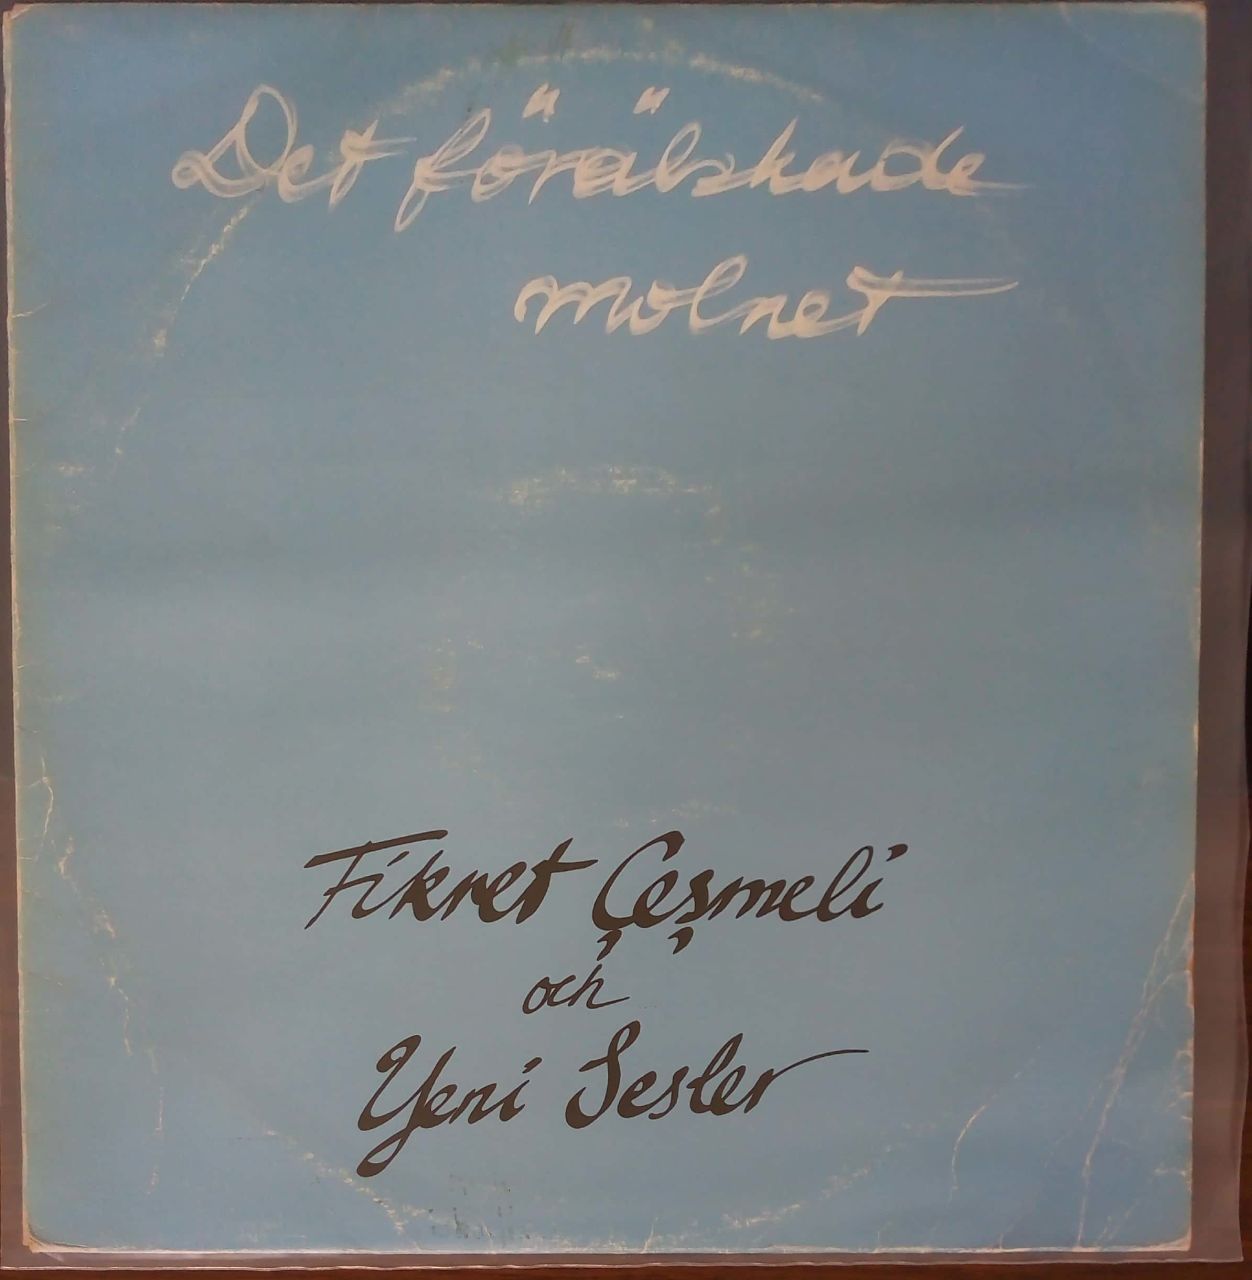 Det förälskade
molnet
Fikret Çeşmeli
och
Yeni Sesler